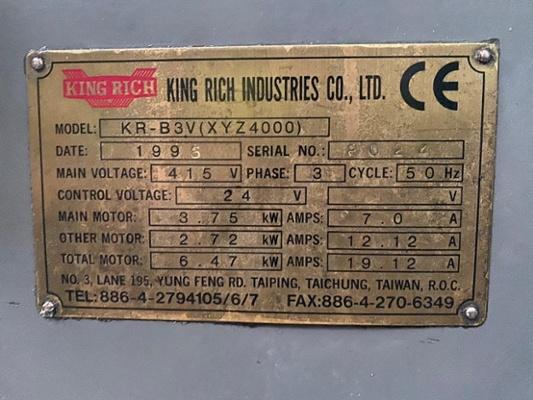 KING RICH KING RICH INDUSTRIES CO., LTD. CE
MODEL: KR-B3V(XYZ4000)
DATE: 1996 SERIAL NO.:
MAIN VOLTAGE: 415 V PHASE: 3 CYCLE: 50 Hz
CONTROL VOLTAGE: 24 V V
MAIN MOTOR: 3.75 kW AMPS: 7.0 A
OTHER MOTOR: 2.72 kW AMPS: 12.12 A
TOTAL MOTOR: 6.47 kW AMPS: 19.12 A
NO. 3, LANE 195, YUNG FENG RD. TAIPING, TAICHUNG, TAIWAN, R.O.C.
TEL:886-4-2794105/6/7 FAX:886-4-270-6349